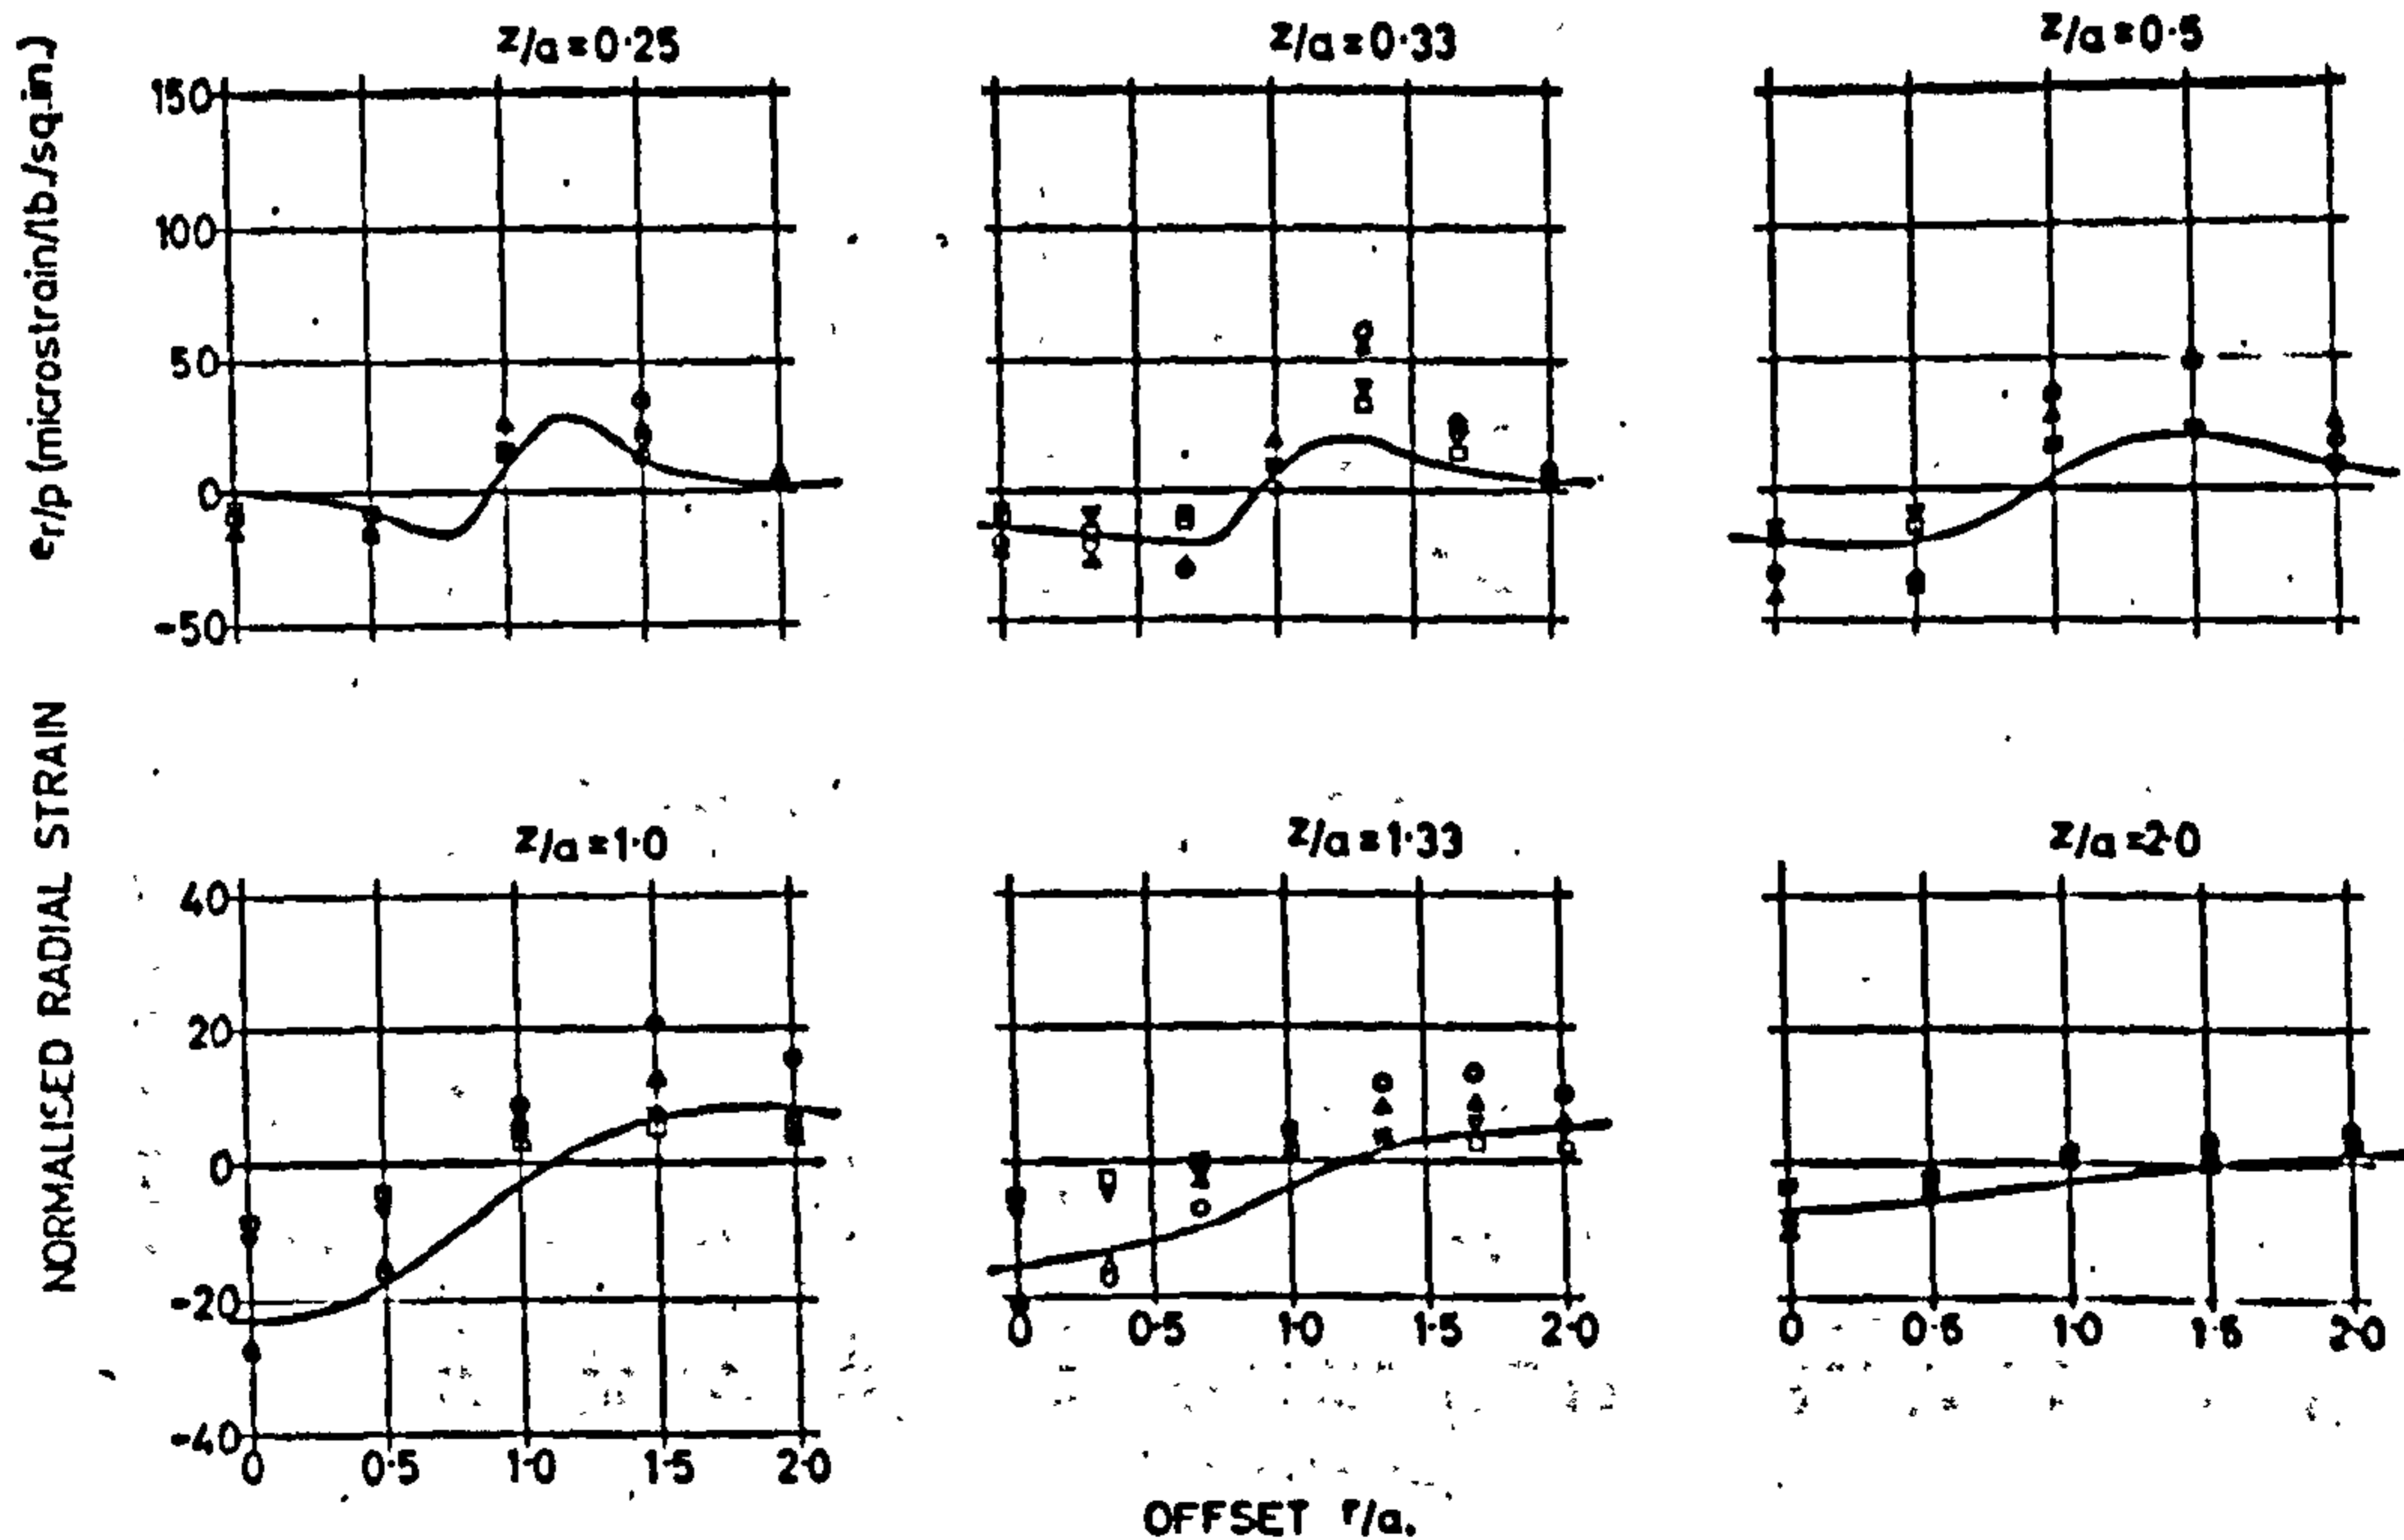 z/a=0·25
z/a=0·33
z/a=0·5
er/p (microstrain/lb./sq.in.)
150
100
50
0
-50
NORMALISED RADIAL STRAIN
z/a=1·0
z/a=1·33
z/a=2·0
40
20
0
-20
-40
0 0·5 1·0 1·5 2·0
0 0·5 1·0 1·5 2·0
0 0·5 1·0 1·5 2·0
OFFSET r/a.